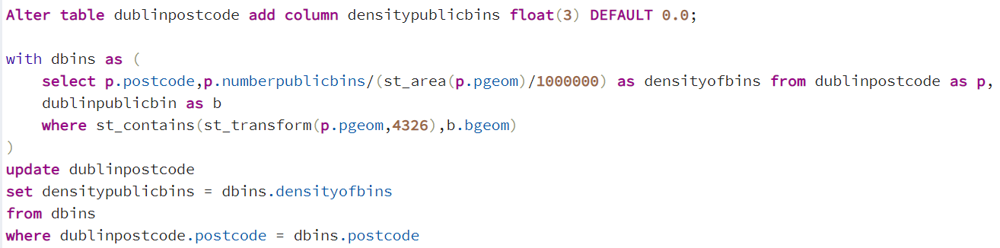 Alter table dublinpostcode add column densitypublicbins float(3) DEFAULT 0.0;
with dbins as (
select p.postcode,p.numberpublicbins/(st_area(p.pgeom)/1000000) as densityofbins from dublinpostcode as p,
dublinpublicbin as b
where st_contains(st_transform(p.pgeom,4326),b.bgeom)
)
update dublinpostcode
set densitypublicbins = dbins.densityofbins
from dbins
where dublinpostcode.postcode = dbins.postcode